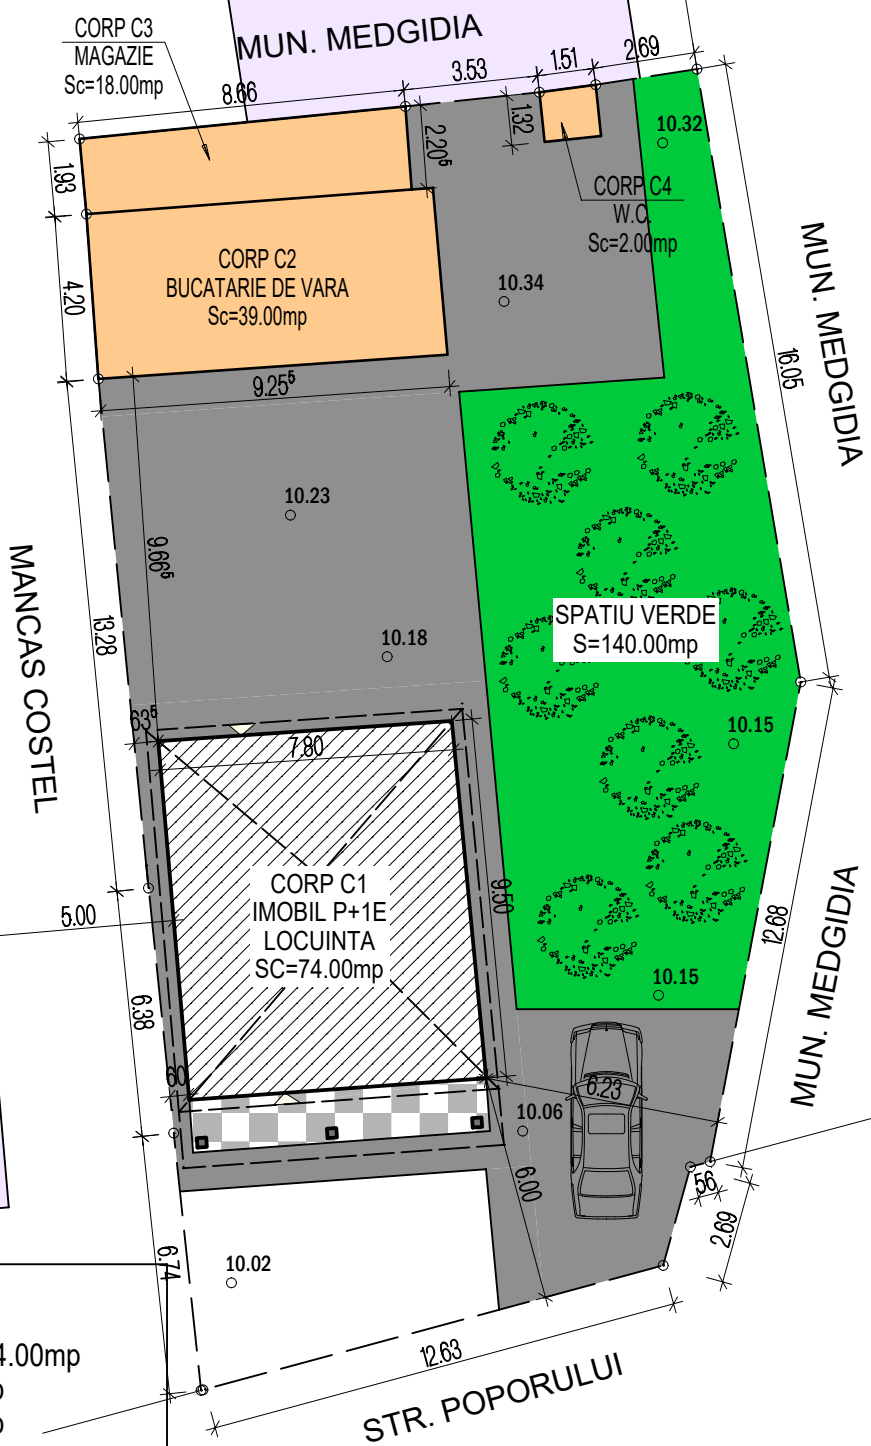 CORP C3
MAGAZIE
Sc=18.00mp
MUN. MEDGIDIA
8.66
3.53
1.51
2.69
1.32
2.20⁵
10.32
1.93
CORP C4
W.C.
Sc=2.00mp
CORP C2
BUCATARIE DE VARA
Sc=39.00mp
4.20
10.34
MUN. MEDGIDIA
16.05
9.25⁵
10.23
9.66⁵
MANCAS COSTEL
13.28
10.18
SPATIU VERDE
S=140.00mp
63⁵
7.80
10.15
CORP C1
IMOBIL P+1E
LOCUINTA
SC=74.00mp
9.50
5.00
12.68
MUN. MEDGIDIA
6.38
10.15
60
6.23
10.06
6.00
56
2.69
6.74
10.02
4.00mp
12.63
STR. POPORULUI